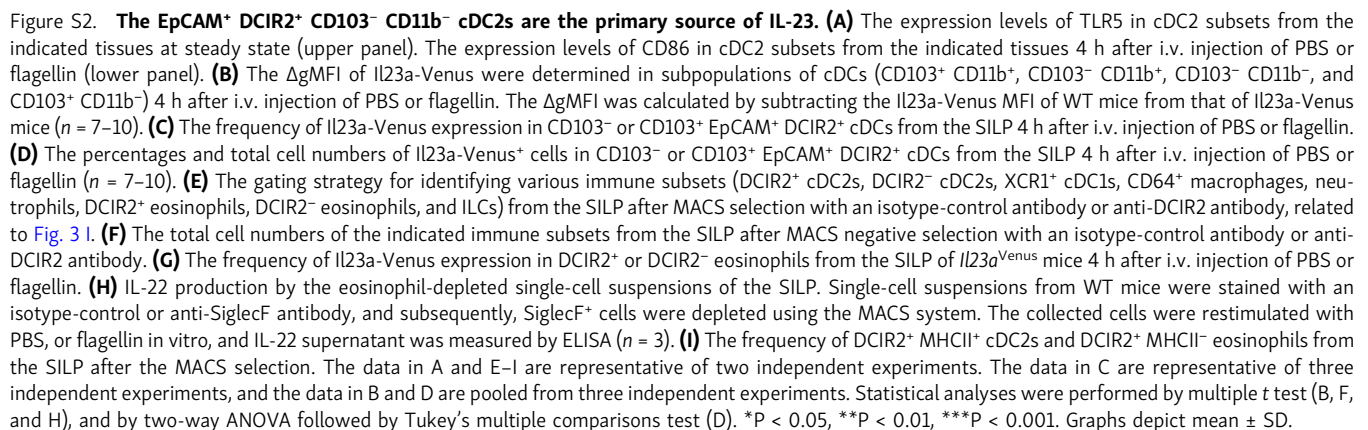 Figure S2. The EpCAM⁺ DCIR2⁺ CD103⁻ CD11b⁻ cDC2s are the primary source of IL-23. (A) The expression levels of TLR5 in cDC2 subsets from the
indicated tissues at steady state (upper panel). The expression levels of CD86 in cDC2 subsets from the indicated tissues 4 h after i.v. injection of PBS or
flagellin (lower panel). (B) The ΔgMFI of Il23a-Venus were determined in subpopulations of cDCs (CD103⁺ CD11b⁺, CD103⁻ CD11b⁺, CD103⁻ CD11b⁻, and
CD103⁺ CD11b⁻) 4 h after i.v. injection of PBS or flagellin. The ΔgMFI was calculated by subtracting the Il23a-Venus MFI of WT mice from that of Il23a-Venus
mice (n = 7–10). (C) The frequency of Il23a-Venus expression in CD103⁻ or CD103⁺ EpCAM⁺ DCIR2⁺ cDCs from the SILP 4 h after i.v. injection of PBS or flagellin.
(D) The percentages and total cell numbers of Il23a-Venus⁺ cells in CD103⁻ or CD103⁺ EpCAM⁺ DCIR2⁺ cDCs from the SILP 4 h after i.v. injection of PBS or
flagellin (n = 7–10). (E) The gating strategy for identifying various immune subsets (DCIR2⁺ cDC2s, DCIR2⁻ cDC2s, XCR1⁺ cDC1s, CD64⁺ macrophages, neu-
trophils, DCIR2⁺ eosinophils, DCIR2⁻ eosinophils, and ILCs) from the SILP after MACS selection with an isotype-control antibody or anti-DCIR2 antibody, related
to Fig. 3 I. (F) The total cell numbers of the indicated immune subsets from the SILP after MACS negative selection with an isotype-control antibody or anti-
DCIR2 antibody. (G) The frequency of Il23a-Venus expression in DCIR2⁺ or DCIR2⁻ eosinophils from the SILP of Il23aⱽᵉⁿᵘˢ mice 4 h after i.v. injection of PBS or
flagellin. (H) IL-22 production by the eosinophil-depleted single-cell suspensions of the SILP. Single-cell suspensions from WT mice were stained with an
isotype-control or anti-SiglecF antibody, and subsequently, SiglecF⁺ cells were depleted using the MACS system. The collected cells were restimulated with
PBS, or flagellin in vitro, and IL-22 supernatant was measured by ELISA (n = 3). (I) The frequency of DCIR2⁺ MHCII⁺ cDC2s and DCIR2⁺ MHCII⁻ eosinophils from
the SILP after the MACS selection. The data in A and E–I are representative of two independent experiments. The data in C are representative of three
independent experiments, and the data in B and D are pooled from three independent experiments. Statistical analyses were performed by multiple t test (B, F,
and H), and by two-way ANOVA followed by Tukey's multiple comparisons test (D). *P < 0.05, **P < 0.01, ***P < 0.001. Graphs depict mean ± SD.